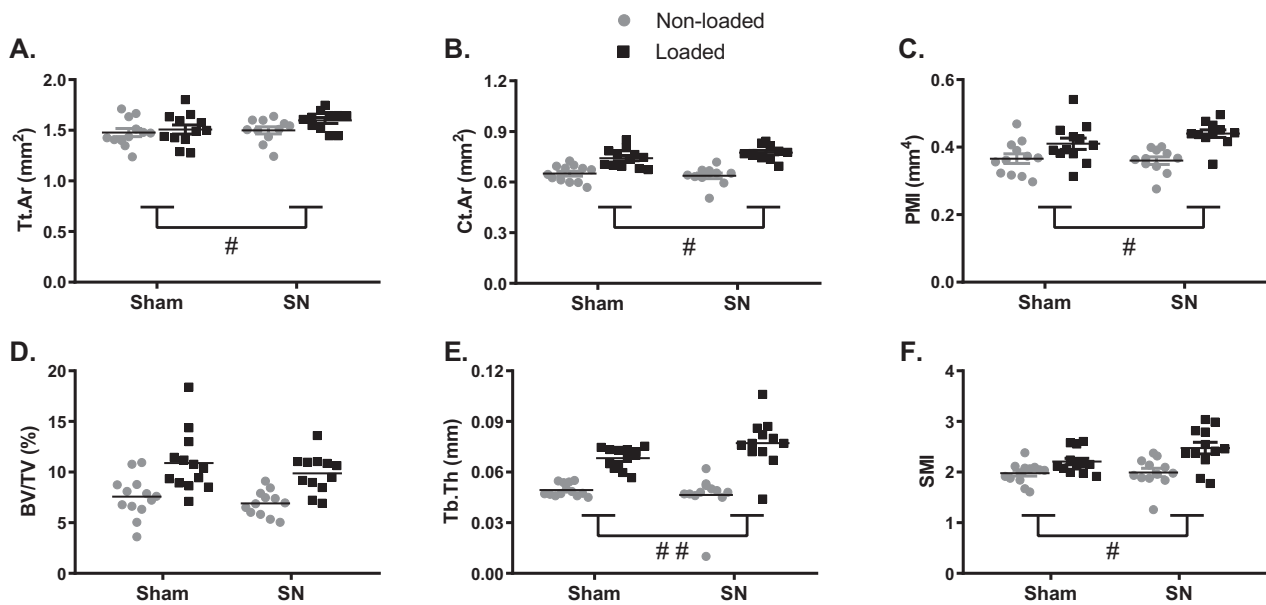 Non-loaded
Loaded
A.
Tt.Ar (mm²)
2.0
1.5
1.0
0.5
0.0
#
Sham SN
B.
Ct.Ar (mm²)
1.2
0.9
0.6
0.3
0.0
#
Sham SN
C.
PMI (mm⁴)
0.6
0.4
0.2
0.0
#
Sham SN
D.
BV/TV (%)
20
15
10
5
0
Sham SN
E.
Tb.Th (mm)
0.12
0.09
0.06
0.03
0.00
# #
Sham SN
F.
SMI
4
3
2
1
0
#
Sham SN